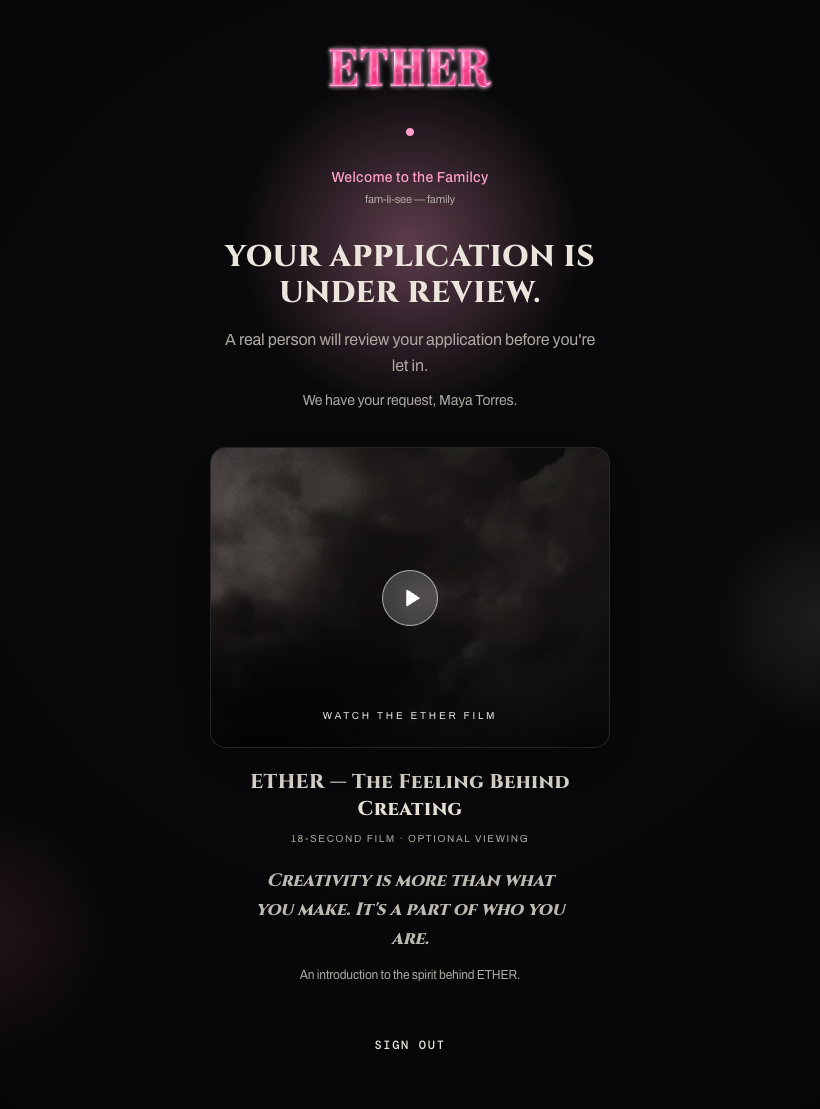 ETHER
Welcome to the Familcy
fam-li-see — family
YOUR APPLICATION IS
UNDER REVIEW.
A real person will review your application before you're
let in.
We have your request, Maya Torres.
WATCH THE ETHER FILM
ETHER — The Feeling Behind
Creating
18-SECOND FILM · OPTIONAL VIEWING
Creativity is more than what
you make. It's a part of who you
are.
An introduction to the spirit behind ETHER.
SIGN OUT